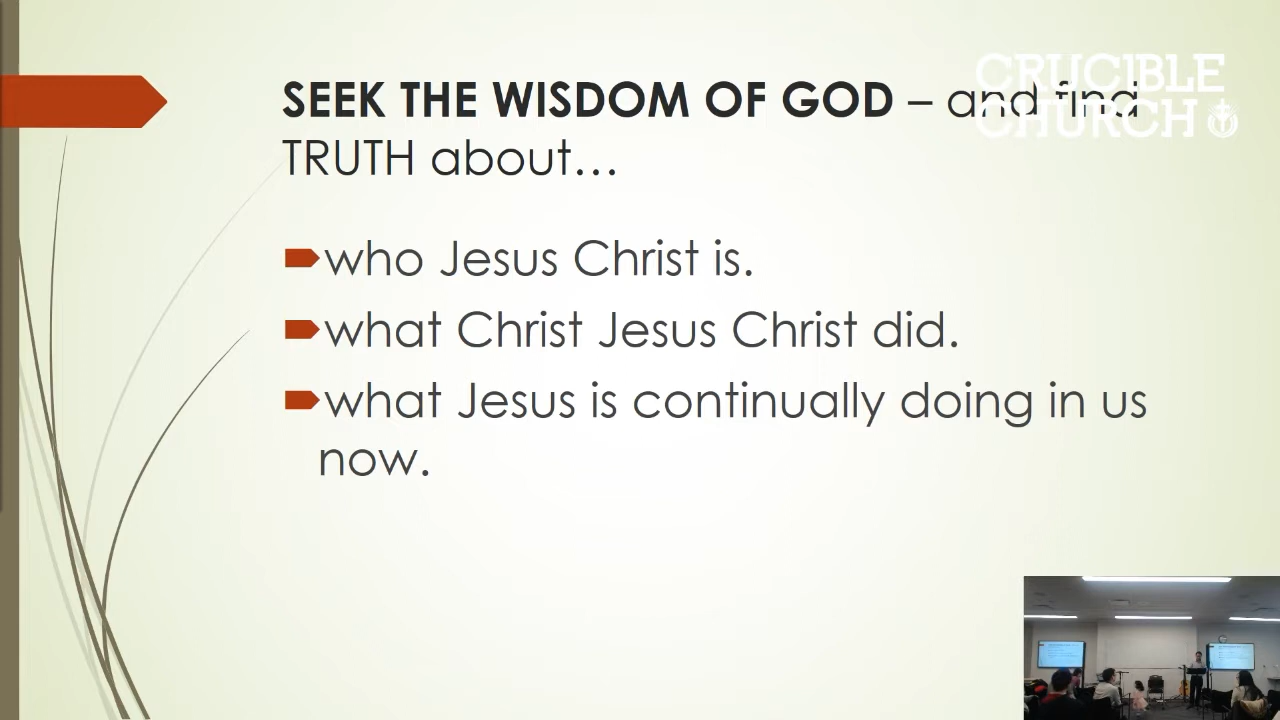 CRUCIBLE
CHURCH
SEEK THE WISDOM OF GOD – and find
TRUTH about…
who Jesus Christ is.
what Christ Jesus Christ did.
what Jesus is continually doing in us
now.